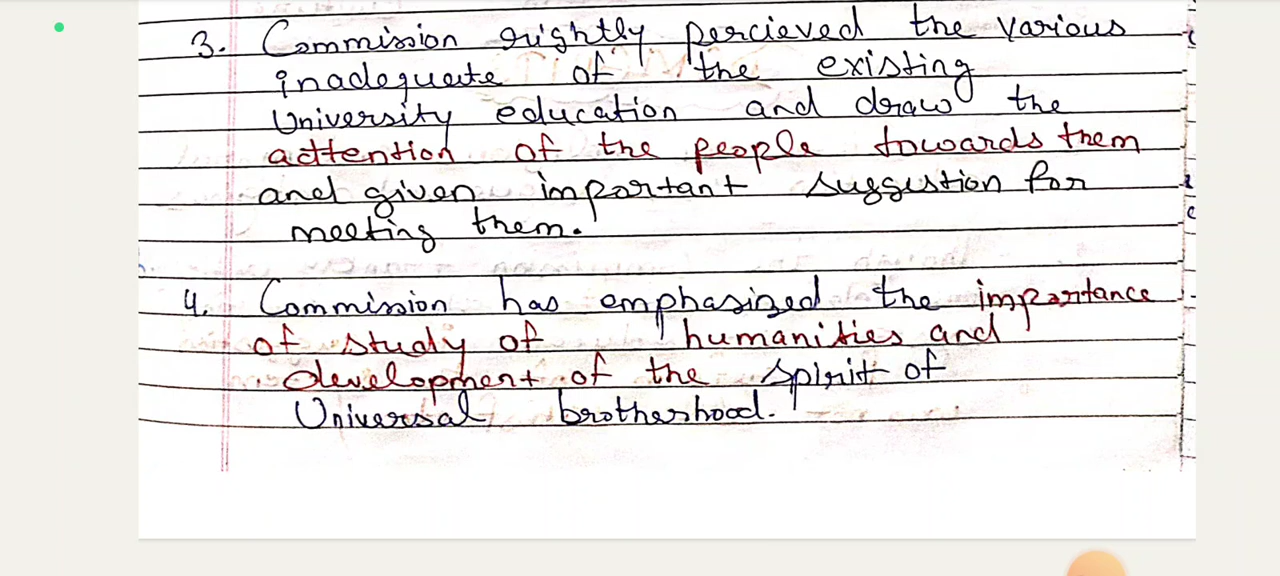 3. Commission rightly percieved the various
inadequate of the existing
University education and draw the
attention of the people towards them
and given important suggestion for
meeting them.
4. Commission has emphasized the importance
of study of humanities and
development of the spirit of
Universal brotherhood.